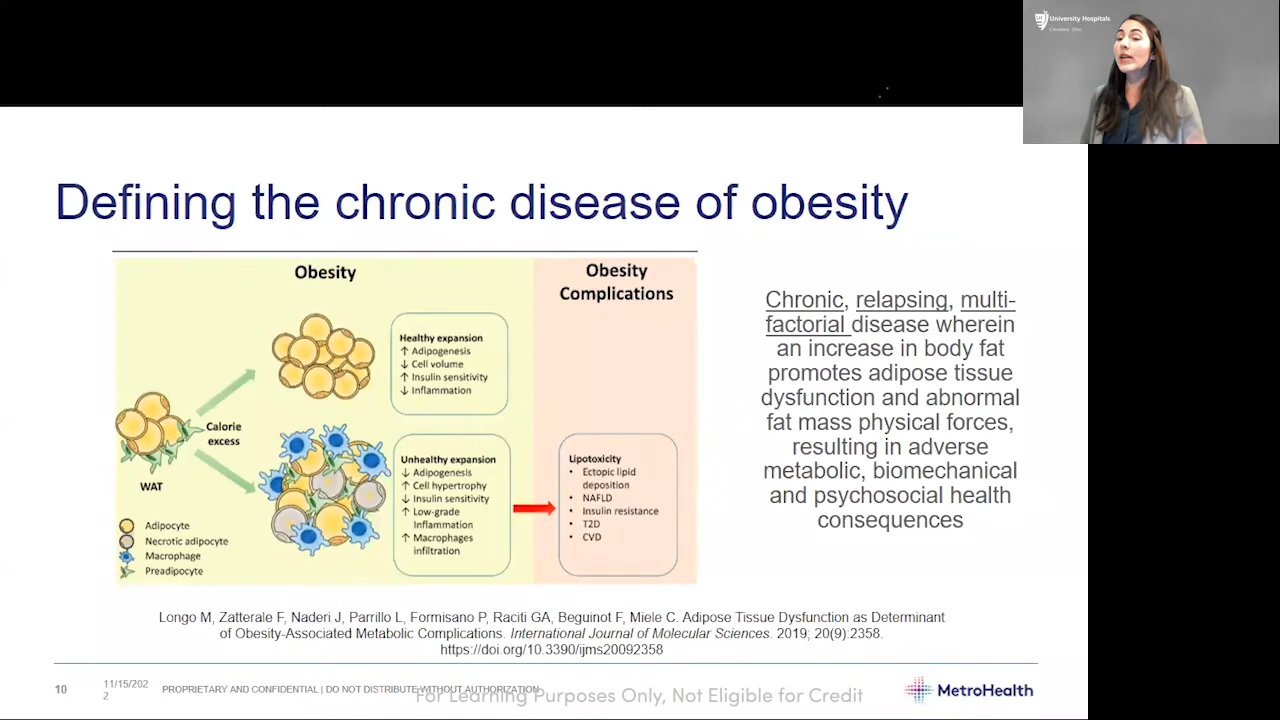 University Hospitals
Cleveland Ohio
Defining the chronic disease of obesity
Obesity
Obesity
Complications
Healthy expansion
↑ Adipogenesis
↓ Cell volume
↑ Insulin sensitivity
↓ Inflammation
Calorie
excess
WAT
Unhealthy expansion
↓ Adipogenesis
↑ Cell hypertrophy
↓ Insulin sensitivity
↑ Low-grade
Inflammation
↑ Macrophages
infiltration
Lipotoxicity
• Ectopic lipid
deposition
• NAFLD
• Insulin resistance
• T2D
• CVD
Adipocyte
Necrotic adipocyte
Macrophage
Preadipocyte
Chronic, relapsing, multi-
factorial disease wherein
an increase in body fat
promotes adipose tissue
dysfunction and abnormal
fat mass physical forces,
resulting in adverse
metabolic, biomechanical
and psychosocial health
consequences
Longo M, Zatterale F, Naderi J, Parrillo L, Formisano P, Raciti GA, Beguinot F, Miele C. Adipose Tissue Dysfunction as Determinant
of Obesity-Associated Metabolic Complications. International Journal of Molecular Sciences. 2019; 20(9):2358.
https://doi.org/10.3390/ijms20092358
10
11/15/202
2
PROPRIETARY AND CONFIDENTIAL | DO NOT DISTRIBUTE WITHOUT AUTHORIZATION
For Learning Purposes Only, Not Eligible for Credit
MetroHealth